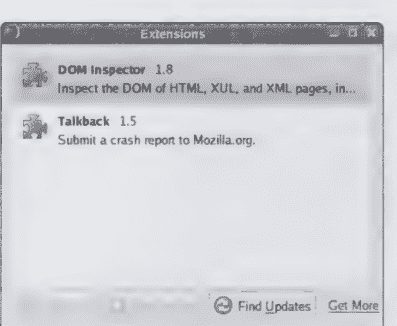 Extensions
DOM Inspector 1.8
Inspect the DOM of HTML, XUL, and XML pages, in...
Talkback 1.5
Submit a crash report to Mozilla.org.
Find Updates Get More